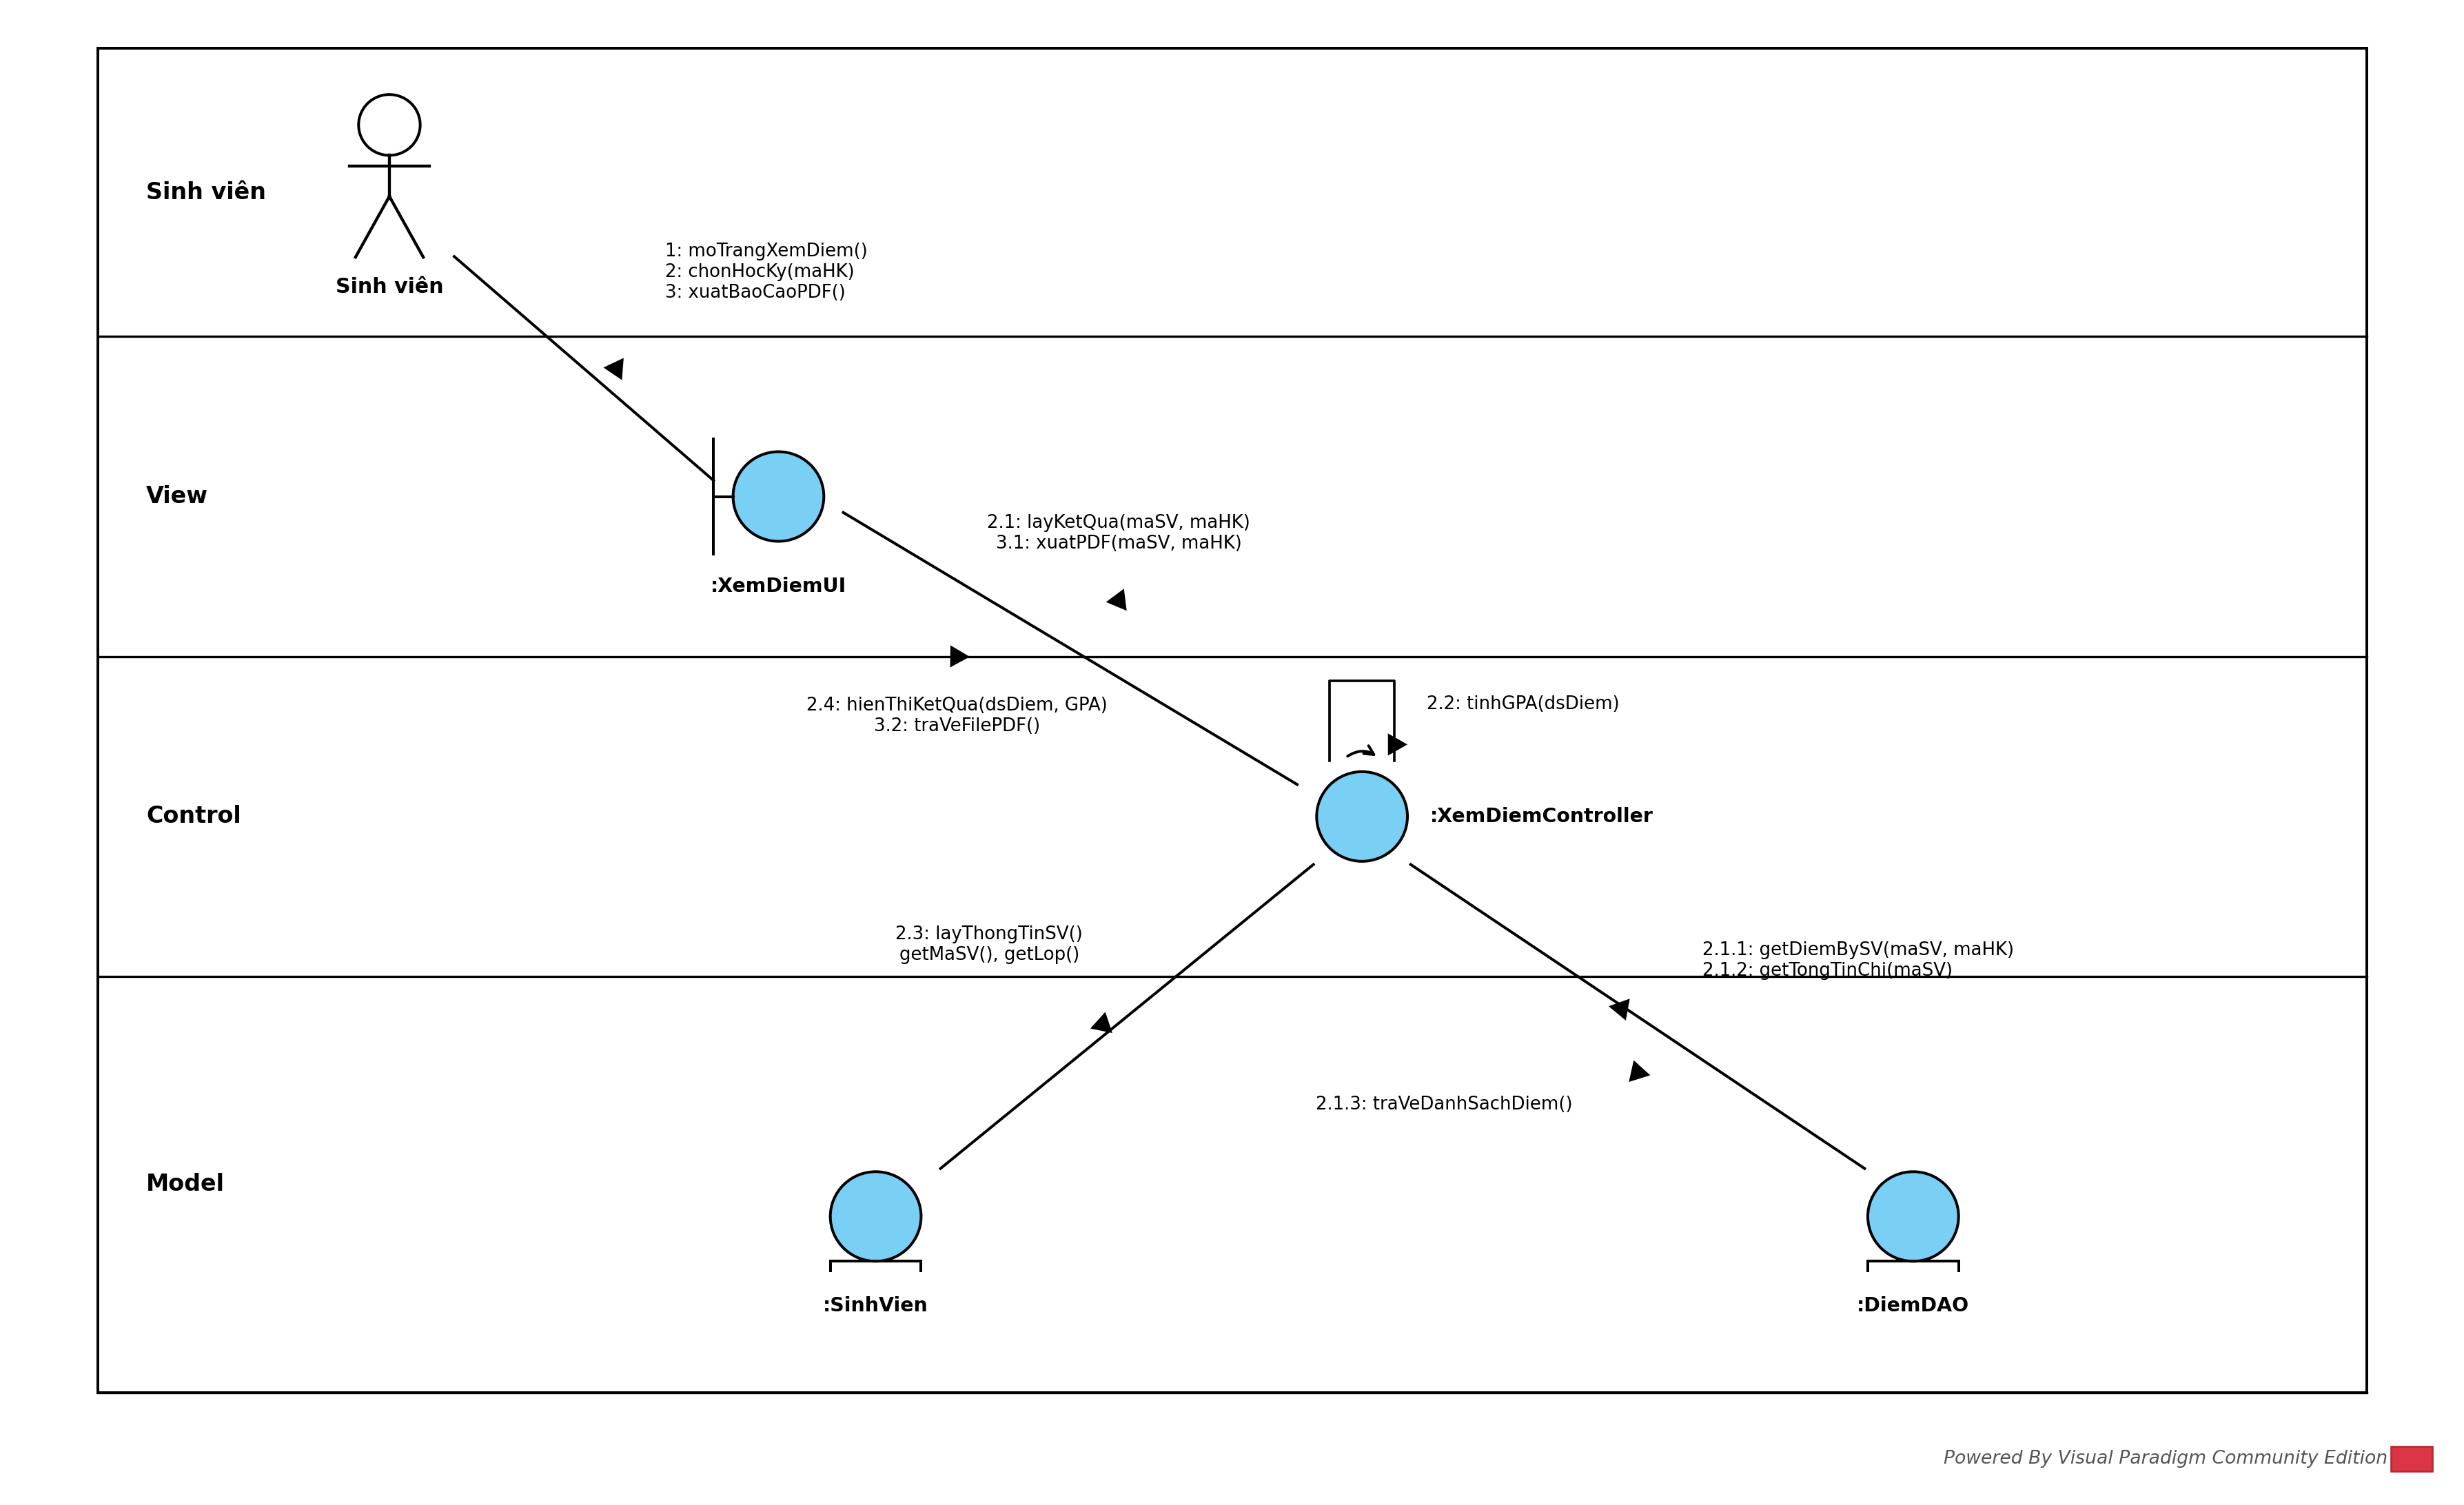 Sinh viên
Sinh viên
1: moTrangXemDiem()
2: chonHocKy(maHK)
3: xuatBaoCaoPDF()
View
:XemDiemUI
2.1: layKetQua(maSV, maHK)
3.1: xuatPDF(maSV, maHK)
2.4: hienThiKetQua(dsDiem, GPA)
3.2: traVeFilePDF()
2.2: tinhGPA(dsDiem)
Control
:XemDiemController
2.3: layThongTinSV()
getMaSV(), getLop()
2.1.1: getDiemBySV(maSV, maHK)
2.1.2: getTongTinChi(maSV)
2.1.3: traVeDanhSachDiem()
Model
:SinhVien
:DiemDAO
Powered By Visual Paradigm Community Edition